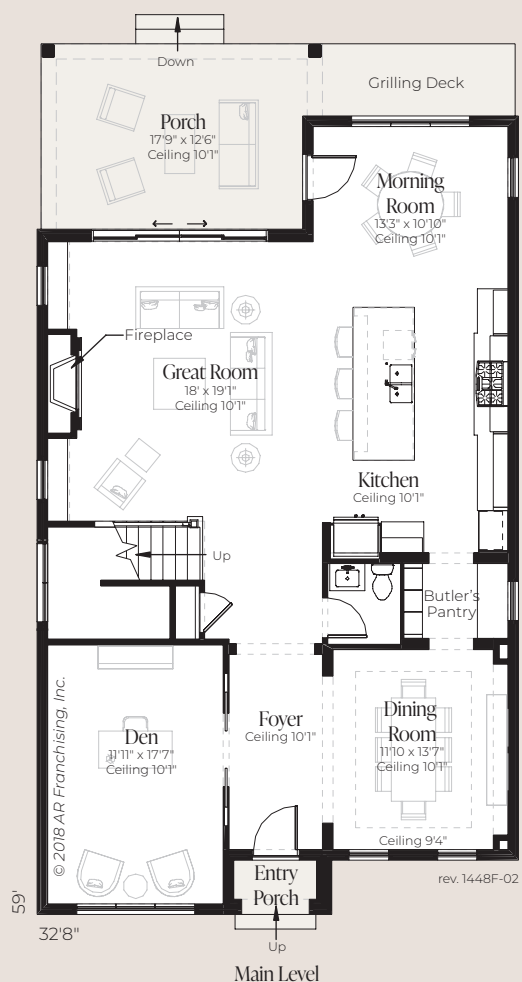 Down
Grilling Deck
Porch
17'9" x 12'6"
Ceiling 10'1"
Morning
Room
13'3" x 10'10"
Ceiling 10'1"
Fireplace
Great Room
18' x 19'1"
Ceiling 10'1"
Kitchen
Ceiling 10'1"
Up
Butler's
Pantry
© 2018 AR Franchising, Inc.
Den
11'11" x 17'7"
Ceiling 10'1"
Foyer
Ceiling 10'1"
Dining
Room
11'10 x 13'7"
Ceiling 10'1"
Ceiling 9'4"
Entry
Porch
rev. 1448F-02
59'
32'8"
Up
Main Level